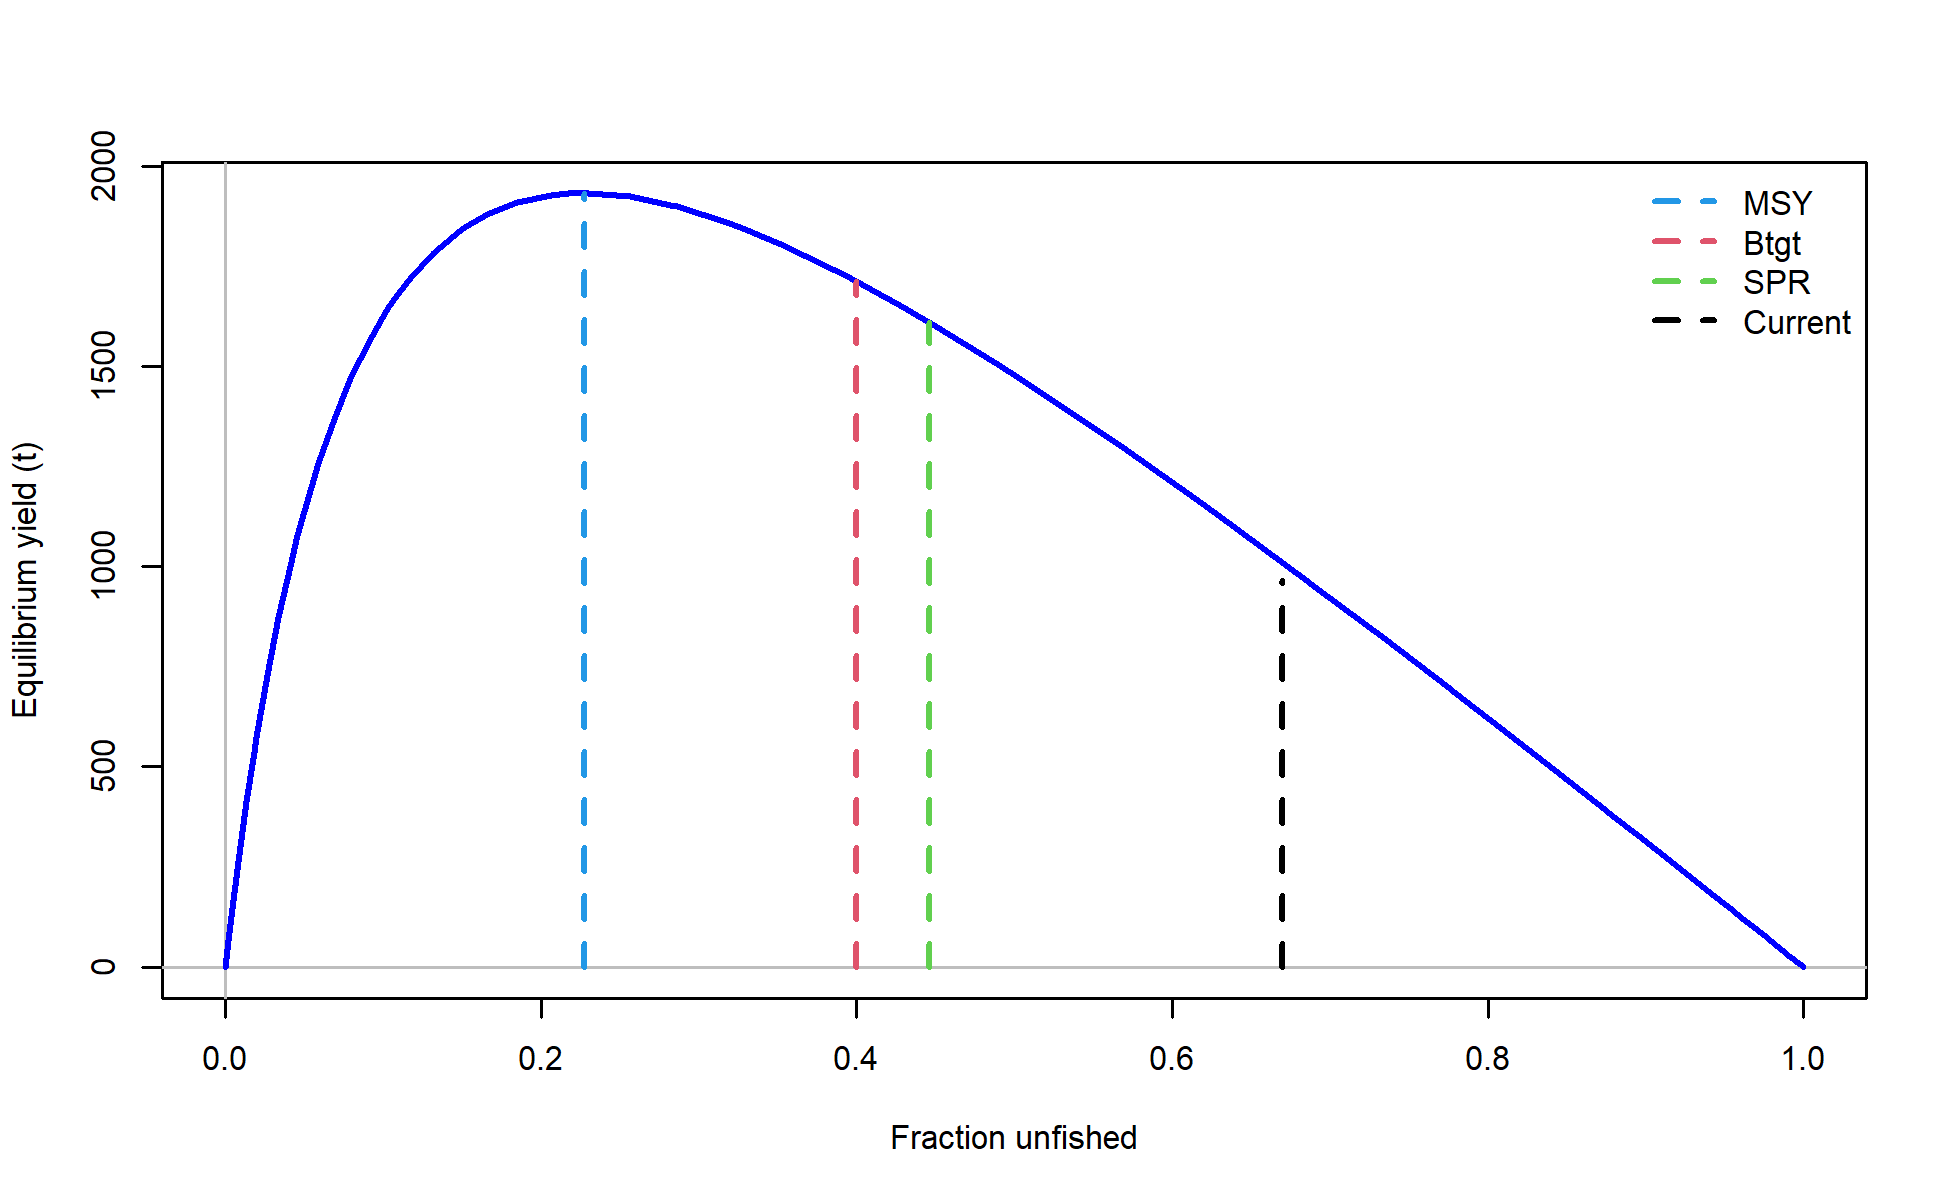 MSY
Btgt
SPR
Current
Equilibrium yield (t)
2000
1500
1000
500
0
0.0 0.2 0.4 0.6 0.8 1.0
Fraction unfished